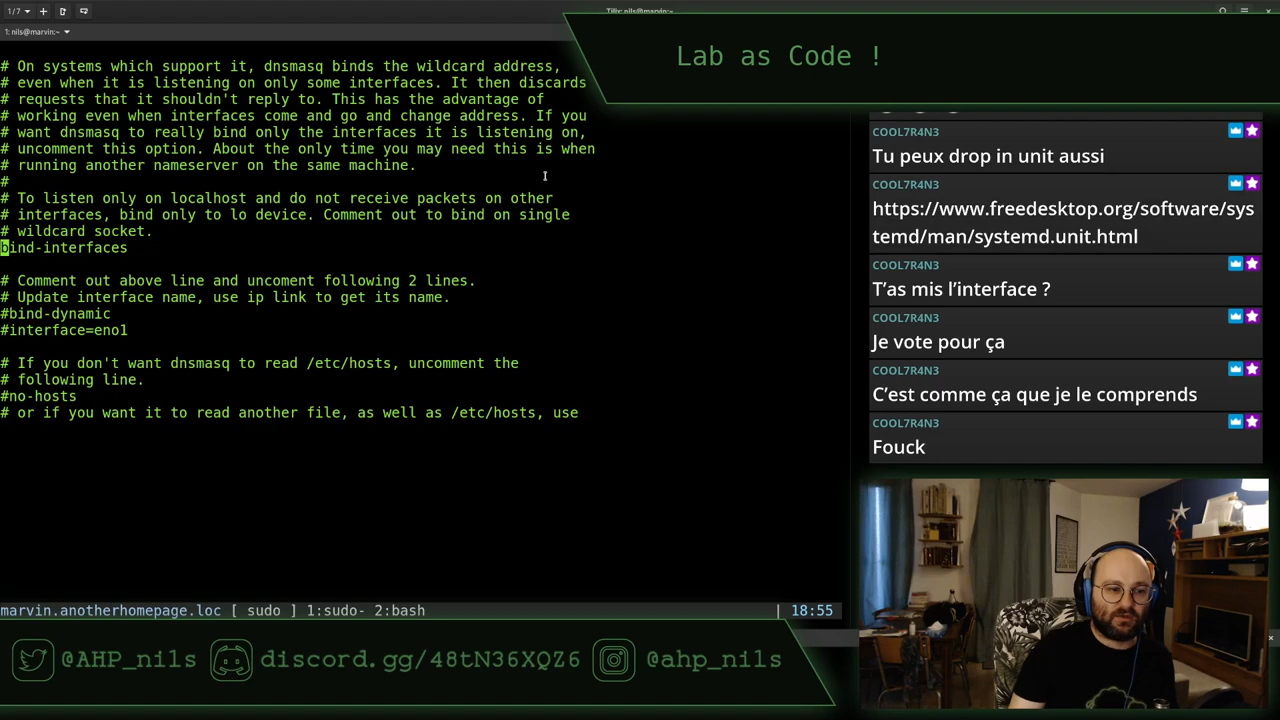 1/7
Tilix: nils@marvin:~
1: nils@marvin:~
Lab as Code !
# On systems which support it, dnsmasq binds the wildcard address,
# even when it is listening on only some interfaces. It then discards
# requests that it shouldn't reply to. This has the advantage of
# working even when interfaces come and go and change address. If you
# want dnsmasq to really bind only the interfaces it is listening on,
# uncomment this option. About the only time you may need this is when
# running another nameserver on the same machine.
#
# To listen only on localhost and do not receive packets on other
# interfaces, bind only to lo device. Comment out to bind on single
# wildcard socket.
bind-interfaces
# Comment out above line and uncoment following 2 lines.
# Update interface name, use ip link to get its name.
#bind-dynamic
#interface=eno1
# If you don't want dnsmasq to read /etc/hosts, uncomment the
# following line.
#no-hosts
# or if you want it to read another file, as well as /etc/hosts, use
marvin.anotherhomepage.loc [ sudo ] 1:sudo- 2:bash | 18:55
COOL7R4N3
Tu peux drop in unit aussi
COOL7R4N3
https://www.freedesktop.org/software/sys
temd/man/systemd.unit.html
COOL7R4N3
T'as mis l'interface ?
COOL7R4N3
Je vote pour ça
COOL7R4N3
C'est comme ça que je le comprends
COOL7R4N3
Fouck
@AHP_nils discord.gg/48tN36XQZ6 @ahp_nils